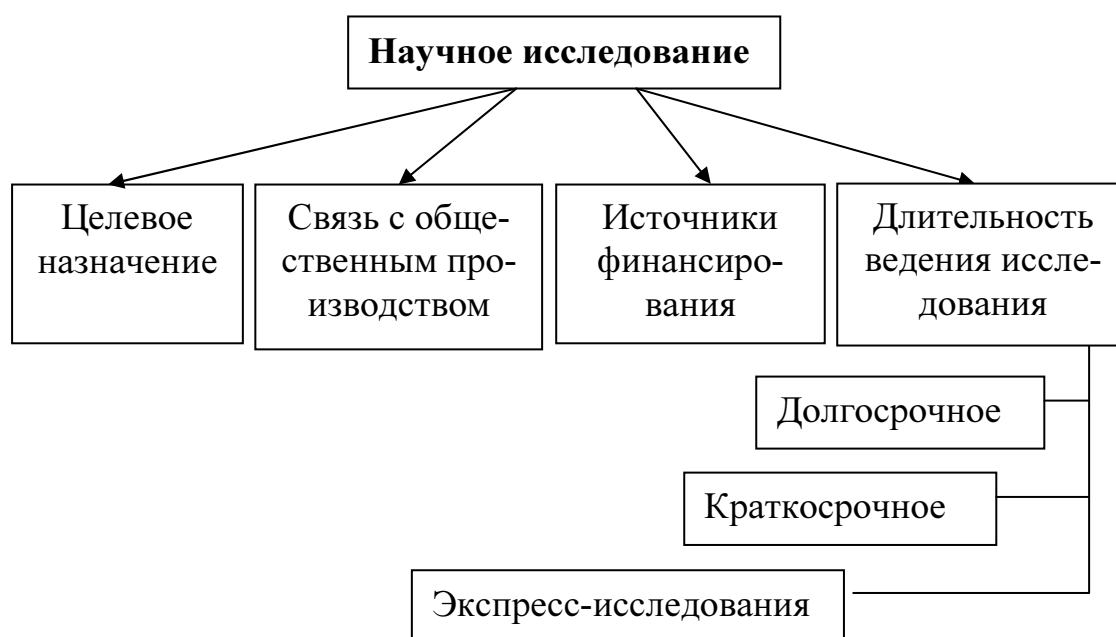 Научное исследование
Целевое
назначение
Связь с обще-
ственным про-
изводством
Источники
финансиро-
вания
Длительность
ведения иссле-
дования
Долгосрочное
Краткосрочное
Экспресс-исследования